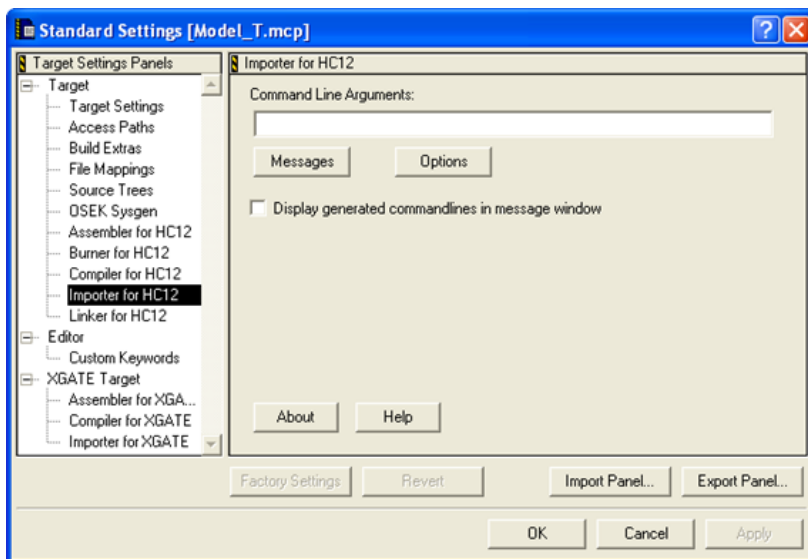 Standard Settings [Model_T.mcp]
Target Settings Panels
Target
Target Settings
Access Paths
Build Extras
File Mappings
Source Trees
OSEK Sysgen
Assembler for HC12
Burner for HC12
Compiler for HC12
Importer for HC12
Linker for HC12
Editor
Custom Keywords
XGATE Target
Assembler for XGA...
Compiler for XGATE
Importer for XGATE
Importer for HC12
Command Line Arguments:
Messages Options
Display generated commandlines in message window
About Help
Factory Settings Revert Import Panel... Export Panel...
OK Cancel Apply